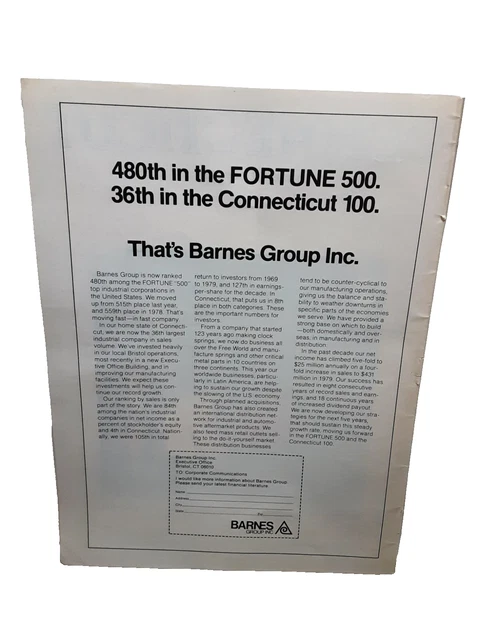 480th in the FORTUNE 500.
36th in the Connecticut 100.
That's Barnes Group Inc.
Barnes Group is now ranked
480th among the FORTUNE "500"
top industrial corporations in
the United States. We moved
up from 515th place last year,
and 559th place in 1978. That's
moving fast—in fast company.
In our home state of Connecti-
cut, we are now the 36th largest
industrial company in sales
volume. We've invested heavily
in our local Bristol operations,
most recently in a new Execu-
tive Office Building, and in
improving our manufacturing
facilities. We expect these
investments will help us con-
tinue our record growth.
Our ranking by sales is only
part of the story. We are 84th
among the nation's industrial
companies in net income as a
percent of stockholder's equity
and 4th in Connecticut. Nation-
ally, we were 105th in total
return to investors from 1969
to 1979, and 127th in earnings-
per-share for the decade. In
Connecticut, that puts us in 8th
place in both categories. These
are the important numbers for
investors.
From a company that started
123 years ago making clock
springs, we now do business all
over the Free World and manu-
facture springs and other critical
metal parts in 10 countries on
three continents. This year our
worldwide businesses, particu-
larly in Latin America, are help-
ing to sustain our growth despite
the slowing of the U.S. economy.
Through planned acquisitions,
Barnes Group has also created
an international distribution net-
work for industrial and automo-
tive aftermarket products. We
also feed mass retail outlets sell-
ing to the do-it-yourself market.
These distribution businesses
tend to be counter-cyclical to
our manufacturing operations,
giving us the balance and sta-
bility to weather downturns in
specific parts of the economies
we serve. We have provided a
strong base on which to build
—both domestically and over-
seas, in manufacturing and in
distribution.
In the past decade our net
income has climbed five-fold to
$25 million annually on a four-
fold increase in sales to $431
million in 1979. Our success has
resulted in eight consecutive
years of record sales and earn-
ings, and 18 continuous years
of increased dividend payout.
We are now developing our stra-
tegies for the next five years,
that should sustain this steady
growth rate, moving us forward
in the FORTUNE 500 and the
Connecticut 100.
Barnes Group Inc.
Executive Office
Bristol, CT 06010
TO: Corporate Communications
I would like more information about Barnes Group
Please send your latest financial literature.
Name
Address
City
State Zip
BARNES
GROUP INC.